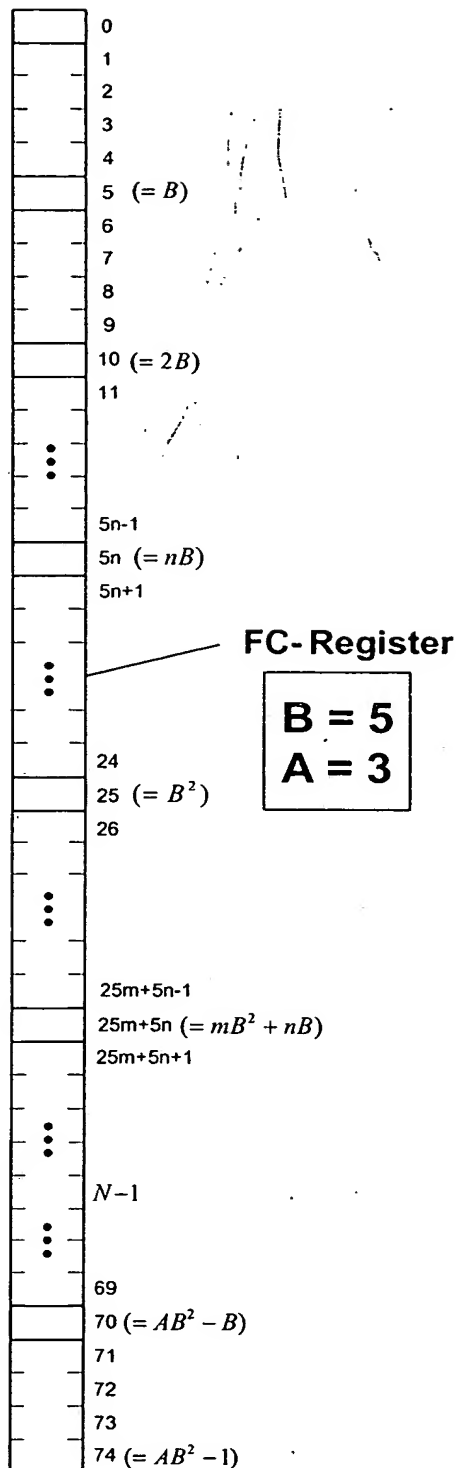 0
1
2
3
4
5 (= B)
6
7
8
9
10 (= 2B)
11
5n-1
5n (= nB)
5n+1
FC- Register
B = 5
A = 3
24
25 (= B²)
26
25m+5n-1
25m+5n (= mB² + nB)
25m+5n+1
N−1
69
70 (= AB² − B)
71
72
73
74 (= AB² − 1)